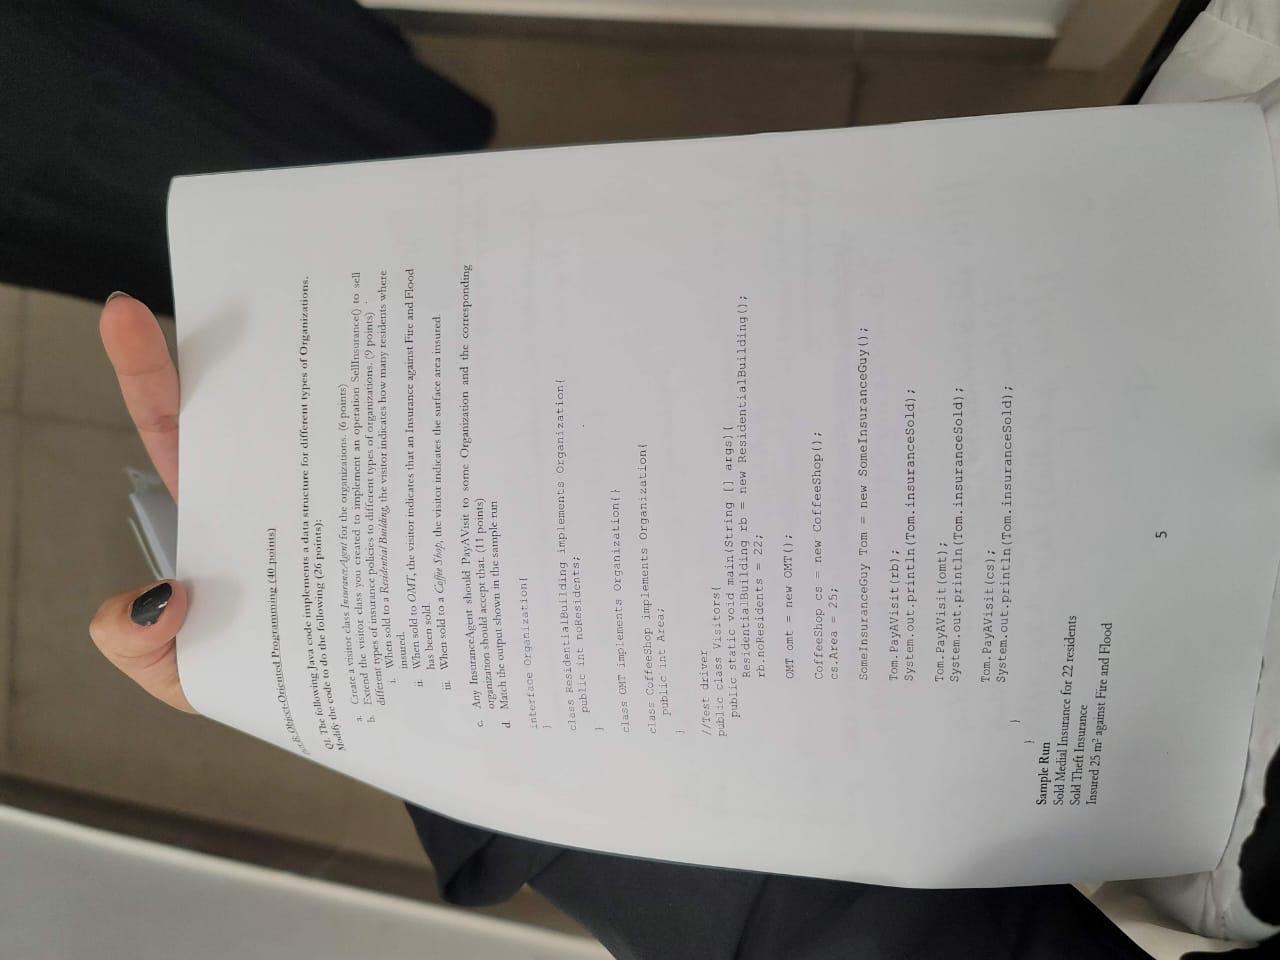 B: Object-Oriented Programming (40 points)
Q1. The following Java code implements a data structure for different types of Organizations.
Modify the code to do the following (26 points):
a. Create a visitor class InsuranceAgent for the organizations. (6 points)
b. Extend the visitor class you created to implement an operation SellInsurance() to sell
different types of insurance policies to different types of organizations. (9 points)
i. When sold to a Residential Building, the visitor indicates how many residents where
insured.
ii. When sold to OMT, the visitor indicates that an Insurance against Fire and Flood
has been sold.
iii. When sold to a Coffee Shop, the visitor indicates the surface area insured.
c. Any InsuranceAgent should PayAVisit to some Organization and the corresponding
organization should accept that. (11 points)
d. Match the output shown in the sample run
interface Organization{
}
class ResidentialBuilding implements Organization{
public int noResidents;
}
class OMT implements Organization{}
class CoffeeShop implements Organization{
public int Area;
}
//Test driver
public class Visitors{
public static void main(String [] args){
ResidentialBuilding rb = new ResidentialBuilding();
rb.noResidents = 22;
OMT omt = new OMT();
CoffeeShop cs = new CoffeeShop();
cs.Area = 25;
SomeInsuranceGuy Tom = new SomeInsuranceGuy();
Tom.PayAVisit(rb);
System.out.println(Tom.insuranceSold);
Tom.PayAVisit(omt);
System.out.println(Tom.insuranceSold);
Tom.PayAVisit(cs);
System.out.println(Tom.insuranceSold);
}
}
Sample Run
Sold Medial Insurance for 22 residents
Sold Theft Insurance
Insured 25 m² against Fire and Flood
5